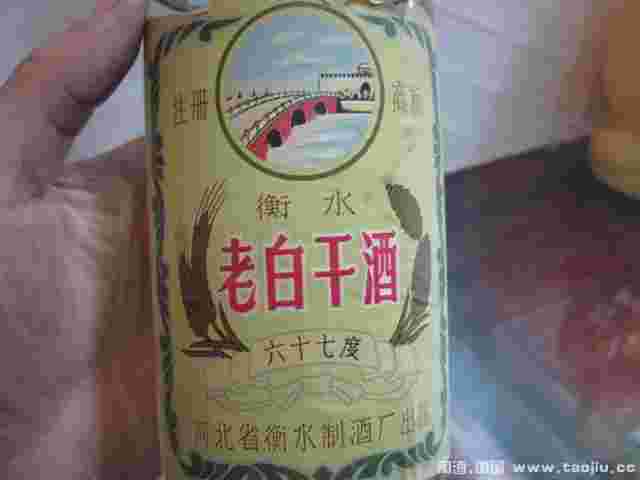 注册 商标
衡水
老白干酒
六十七度
河北省衡水制酒厂出品
www.taojiu.cc